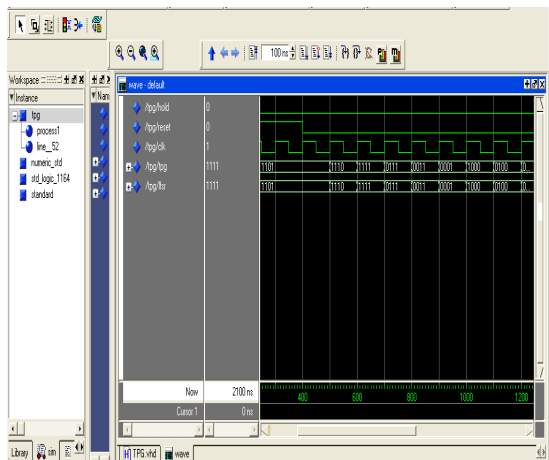 100 ns
Workspace
Instance
tpg
process1
line__52
numeric_std
std_logic_1164
standard
Nam
wave - default
/tpg/hold 0
/tpg/reset 0
/tpg/clk 1
/tpg/tpg 1111 1101 1110 1111 0111 0011 0001 1000 0100 0...
1111 1101 1110 1111 0111 0011 0001 1000 0100 0...
Now 2100 ns 400 600 800 1000 1200
Cursor 1 0 ns
Library sim
TPG.vhd wave